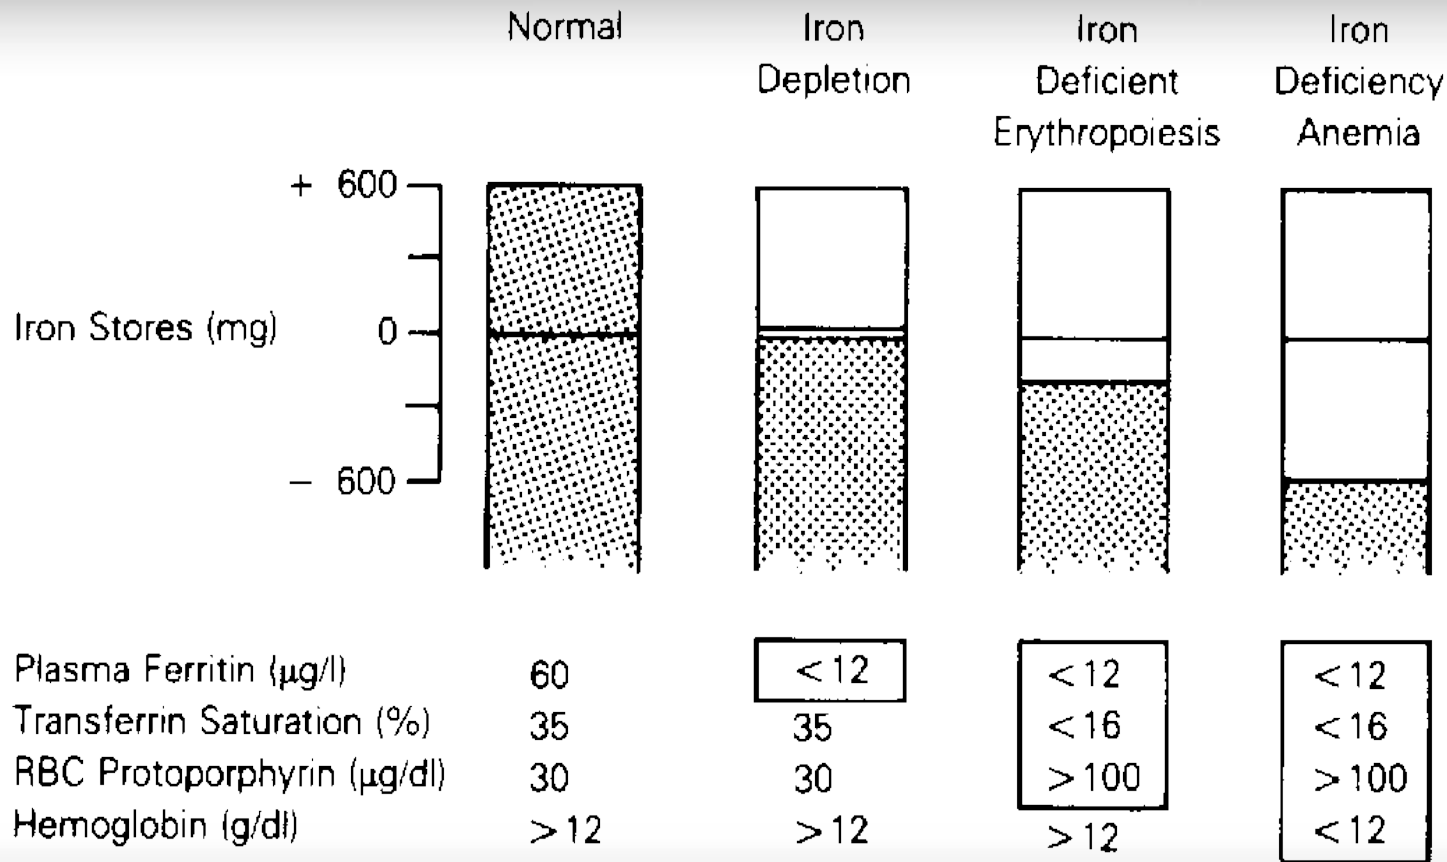 Normal
Iron
Depletion
Iron
Deficient
Erythropoiesis
Iron
Deficiency
Anemia
+ 600
Iron Stores (mg) 0
− 600
Plasma Ferritin (µg/l) 60 <12 <12 <12
Transferrin Saturation (%) 35 35 <16 <16
RBC Protoporphyrin (µg/dl) 30 30 >100 >100
Hemoglobin (g/dl) >12 >12 >12 <12